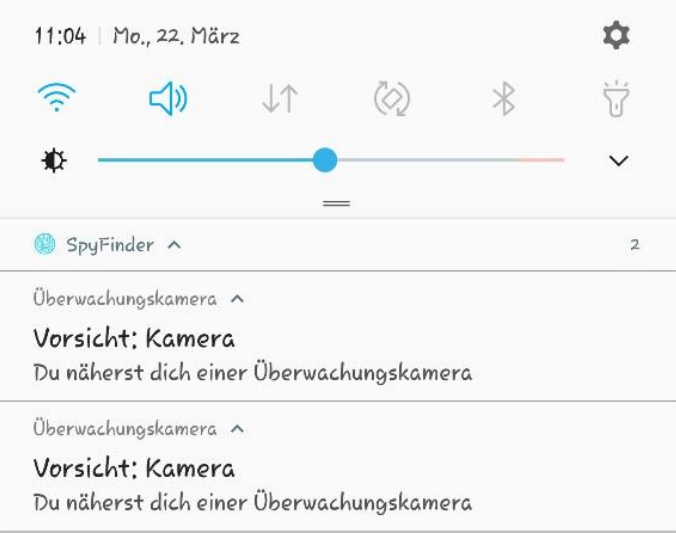 11:04 | Mo., 22. März
SpyFinder 2
Überwachungskamera
Vorsicht: Kamera
Du näherst dich einer Überwachungskamera
Überwachungskamera
Vorsicht: Kamera
Du näherst dich einer Überwachungskamera